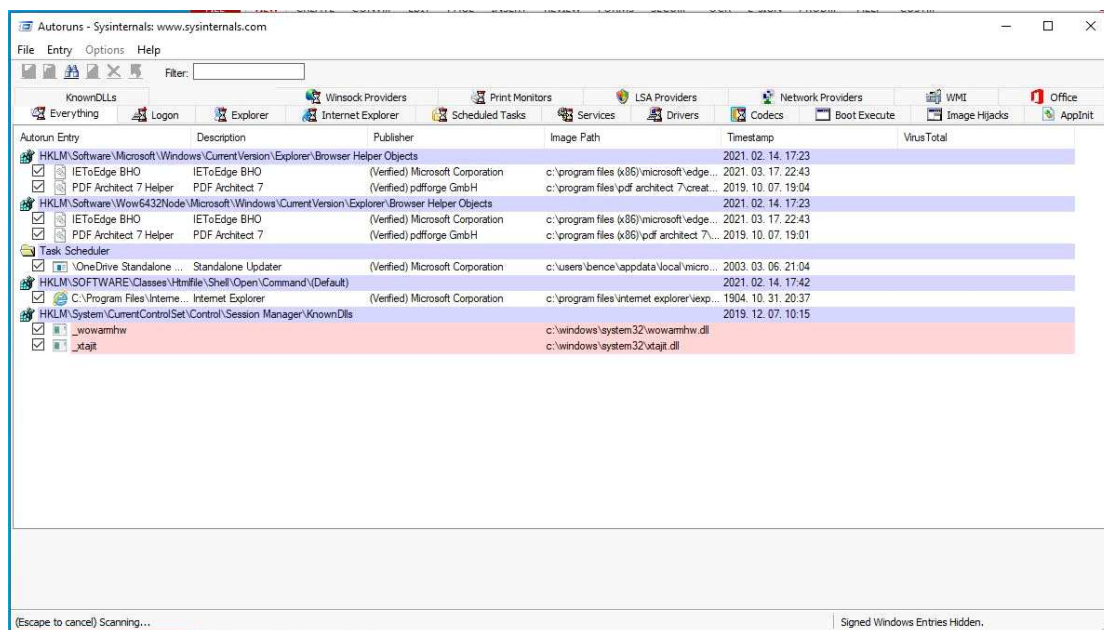 Autoruns - Sysinternals: www.sysinternals.com
File Entry Options Help
Filter:
KnownDLLs Winsock Providers Print Monitors LSA Providers Network Providers WMI Office
Everything Logon Explorer Internet Explorer Scheduled Tasks Services Drivers Codecs Boot Execute Image Hijacks AppInit
Autorun Entry Description Publisher Image Path Timestamp VirusTotal
HKLM\Software\Microsoft\Windows\CurrentVersion\Explorer\Browser Helper Objects 2021. 02. 14. 17:23
IEToEdge BHO IEToEdge BHO (Verified) Microsoft Corporation c:\program files (x86)\microsoft\edge... 2021. 03. 17. 22:43
PDF Architect 7 Helper PDF Architect 7 (Verified) pdfforge GmbH c:\program files\pdf architect 7\creat... 2019. 10. 07. 19:04
HKLM\Software\Wow6432Node\Microsoft\Windows\CurrentVersion\Explorer\Browser Helper Objects 2021. 02. 14. 17:23
IEToEdge BHO IEToEdge BHO (Verified) Microsoft Corporation c:\program files (x86)\microsoft\edge... 2021. 03. 17. 22:43
PDF Architect 7 Helper PDF Architect 7 (Verified) pdfforge GmbH c:\program files (x86)\pdf architect 7\... 2019. 10. 07. 19:01
Task Scheduler
\OneDrive Standalone ... Standalone Updater (Verified) Microsoft Corporation c:\users\bence\appdata\local\micro... 2003. 03. 06. 21:04
HKLM\SOFTWARE\Classes\Htmlfile\Shell\Open\Command\(Default) 2021. 02. 14. 17:42
C:\Program Files\Interne... Internet Explorer (Verified) Microsoft Corporation c:\program files\internet explorer\iexp... 1904. 10. 31. 20:37
HKLM\System\CurrentControlSet\Control\Session Manager\KnownDlls 2019. 12. 07. 10:15
_wowarmhw c:\windows\system32\wowarmhw.dll
_xtajit c:\windows\system32\xtajit.dll
(Escape to cancel) Scanning... Signed Windows Entries Hidden.